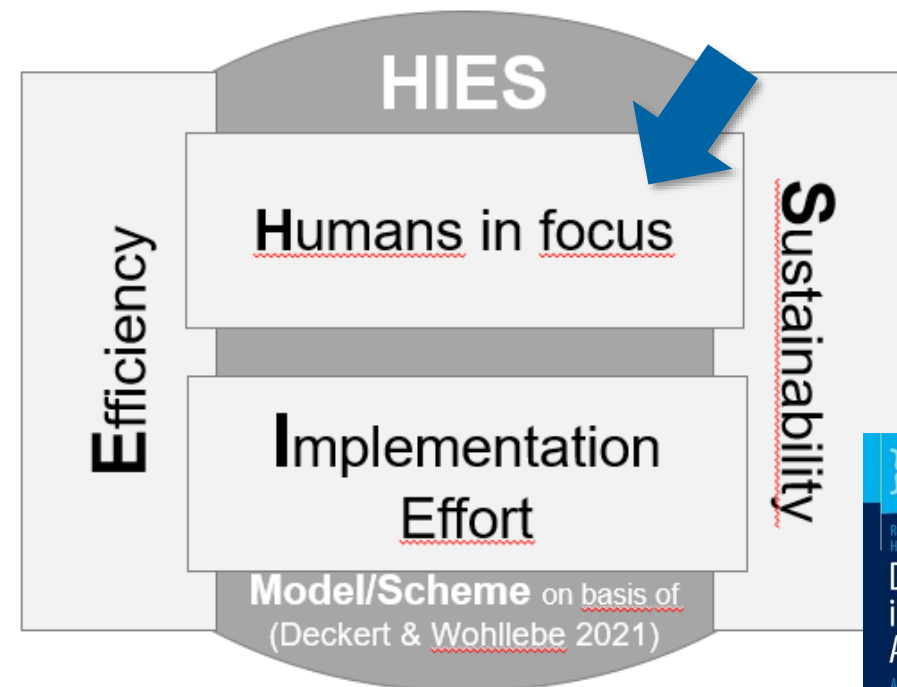 HIES
Efficiency
Humans in focus
Sustainability
Implementation
Effort
Model/Scheme on basis of
(Deckert & Wohllebe 2021)